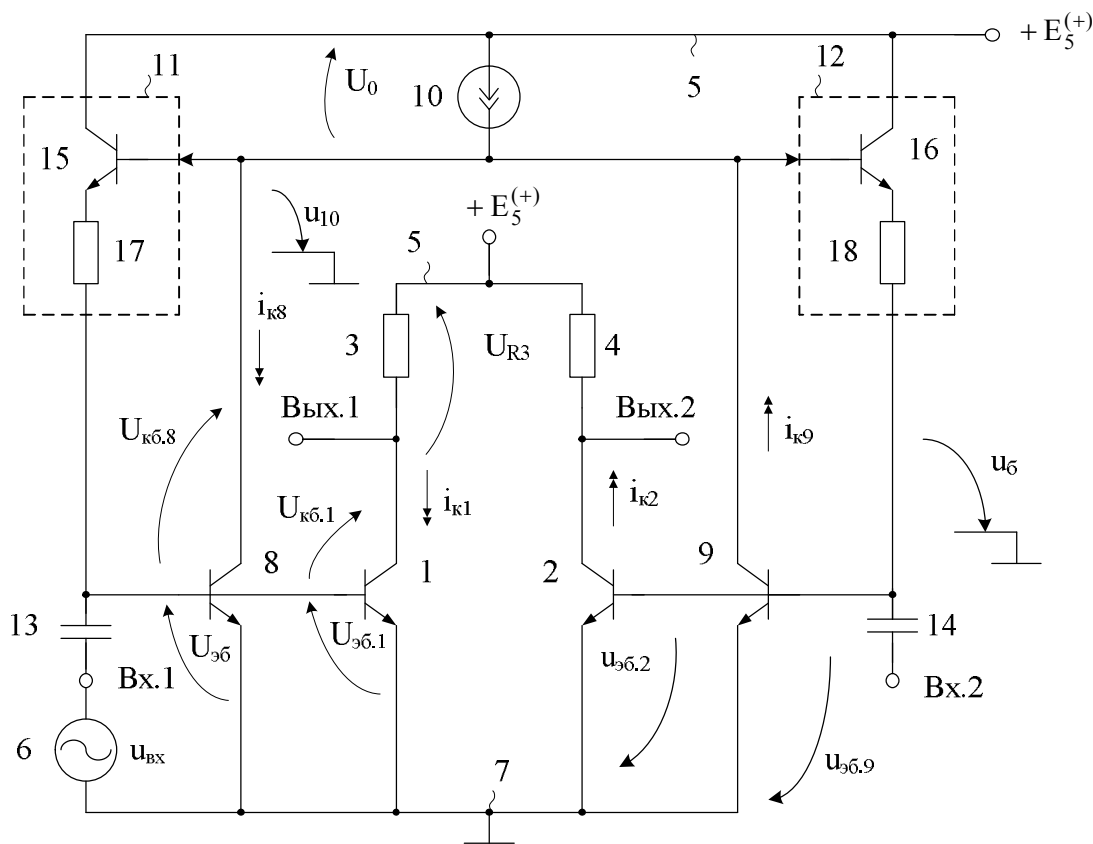 + E₅⁽⁺⁾
11
U₀
10
5
12
15
16
u₁₀
+ E₅⁽⁺⁾
17
5
18
iк8
3
U_R3
4
Uкб.8
Вых.1
Вых.2
iк9
uб
Uкб.1
iк1
iк2
8
1
2
9
13
Uэб
Uэб.1
uэб.2
14
Вх.1
Вх.2
6
uвх
7
uэб.9